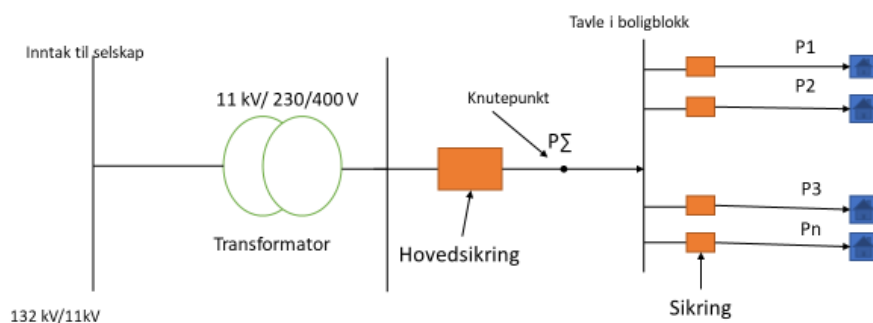 Inntak til selskap
132 kV/11kV
11 kV/ 230/400 V
Transformator
Hovedsikring
Knutepunkt
P∑
Tavle i boligblokk
P1
P2
P3
Pn
Sikring